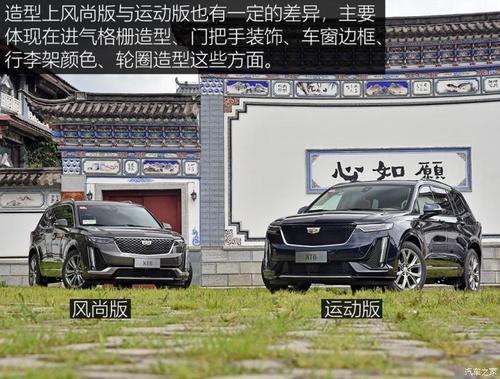 造型上风尚版与运动版也有一定的差异，主要
体现在进气格栅造型、门把手装饰、车窗边框、
行李架颜色、轮圈造型这些方面。
心如願
XT6
XT6
风尚版
运动版
汽车之家